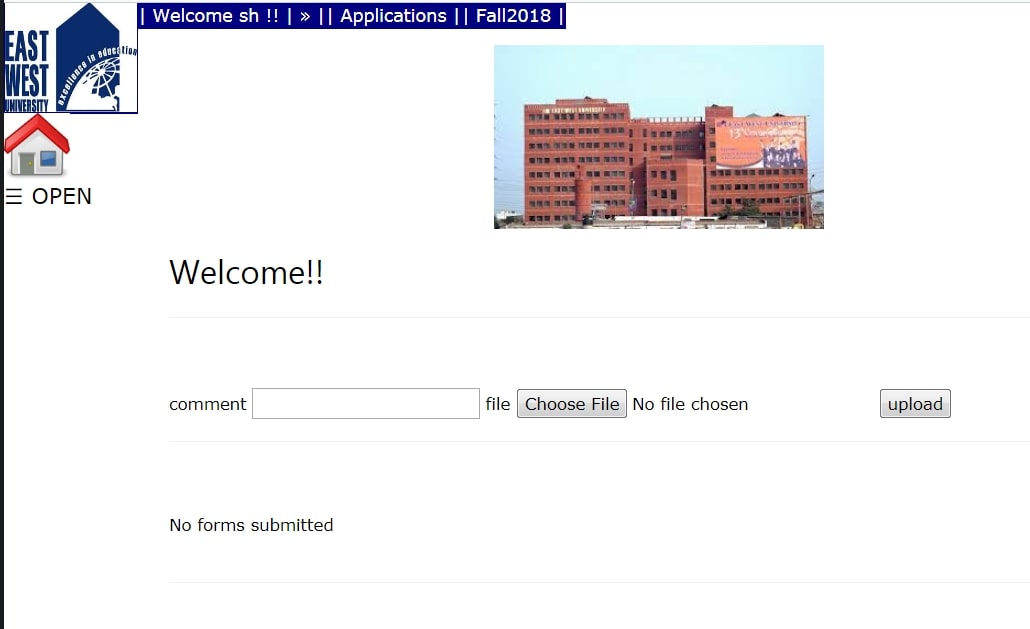 EAST
WEST
UNIVERSITY
excellence in education
| Welcome sh !! | » || Applications || Fall2018 |
☰ OPEN
Welcome!!
comment file Choose File No file chosen upload
No forms submitted